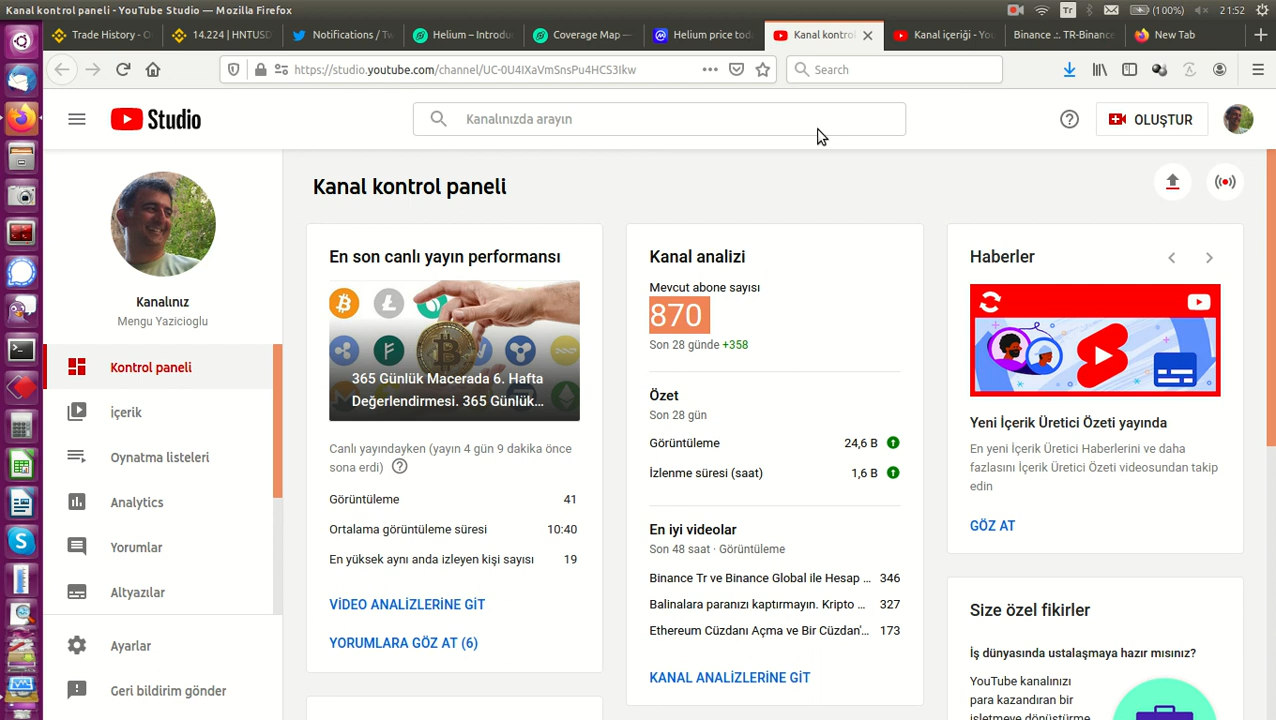 Kanal kontrol paneli - YouTube Studio — Mozilla Firefox
Tr
(100%)
21:52
Trade History - O
14.224 | HNTUSD
Notifications / Tw
Helium – Introdu
Coverage Map —
Helium price toda
Kanal kontro
Kanal içeriği - You
Binance .:. TR-Binance
New Tab
https://studio.youtube.com/channel/UC-0U4IXaVmSnsPu4HCS3Ikw
Search
Studio
Kanalınızda arayın
OLUŞTUR
Kanalınız
Mengu Yazicioglu
Kontrol paneli
içerik
Oynatma listeleri
Analytics
Yorumlar
Altyazılar
Ayarlar
Geri bildirim gönder
Kanal kontrol paneli
En son canlı yayın performansı
365 Günlük Macerada 6. Hafta
Değerlendirmesi. 365 Günlük...
Canlı yayındayken (yayın 4 gün 9 dakika önce
sona erdi)
Görüntüleme 41
Ortalama görüntüleme süresi 10:40
En yüksek aynı anda izleyen kişi sayısı 19
VİDEO ANALİZLERİNE GİT
YORUMLARA GÖZ AT (6)
Kanal analizi
Mevcut abone sayısı
870
Son 28 günde +358
Özet
Son 28 gün
Görüntüleme 24,6 B
İzlenme süresi (saat) 1,6 B
En iyi videolar
Son 48 saat · Görüntüleme
Binance Tr ve Binance Global ile Hesap ... 346
Balinalara paranızı kaptırmayın. Kripto ... 327
Ethereum Cüzdanı Açma ve Bir Cüzdan'... 173
KANAL ANALİZLERİNE GİT
Haberler
Yeni İçerik Üretici Özeti yayında
En yeni İçerik Üretici Haberlerini ve daha
fazlasını İçerik Üretici Özeti videosundan takip
edin
GÖZ AT
Size özel fikirler
İş dünyasında ustalaşmaya hazır mısınız?
YouTube kanalınızı
para kazandıran bir
işletmeye dönüştürme